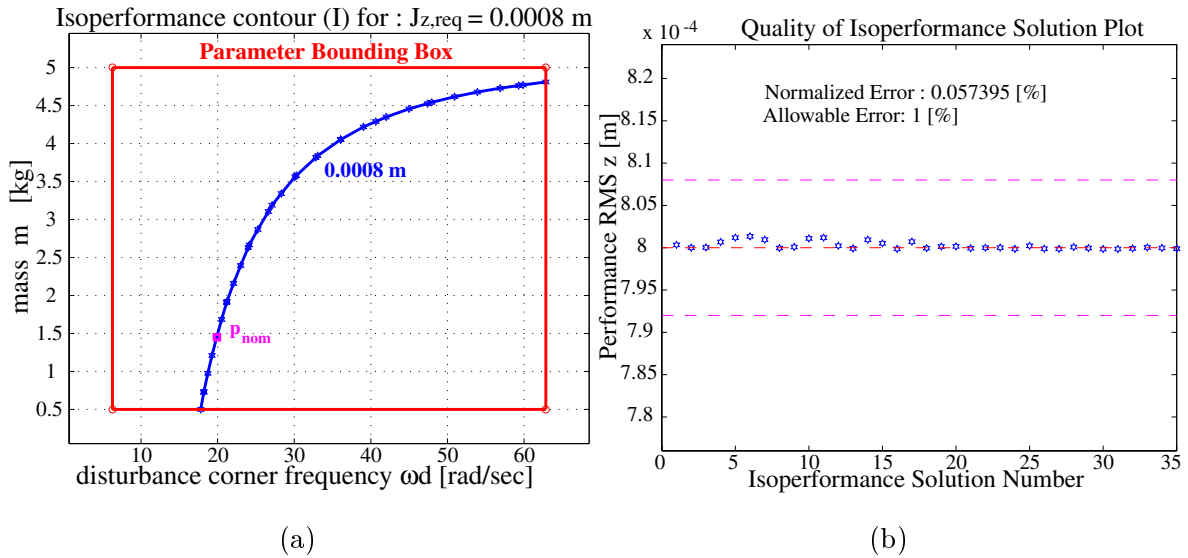 Isoperformance contour (I) for : Jz,req = 0.0008 m
Parameter Bounding Box
5
4.5
4
3.5
3
2.5
2
1.5
1
0.5
mass m [kg]
0.0008 m
pnom
10 20 30 40 50 60
disturbance corner frequency ωd [rad/sec]
(a)
x 10-4
Quality of Isoperformance Solution Plot
Normalized Error : 0.057395 [%]
Allowable Error: 1 [%]
8.2
8.15
8.1
8.05
8
7.95
7.9
7.85
7.8
Performance RMS z [m]
0 5 10 15 20 25 30 35
Isoperformance Solution Number
(b)